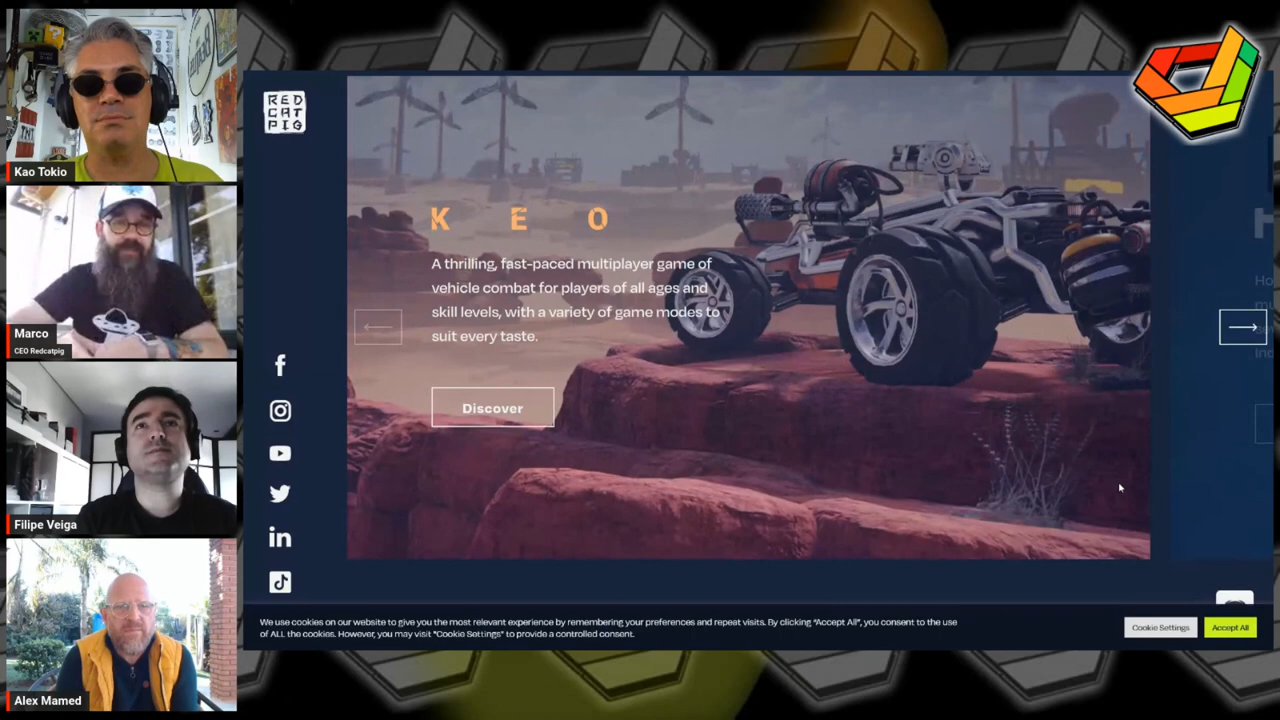 Kao Tokio
Marco
CEO Redcatpig
Filipe Veiga
Alex Mamed
RED
CAT
PIG
K E O
A thrilling, fast-paced multiplayer game of
vehicle combat for players of all ages and
skill levels, with a variety of game modes to
suit every taste.
Discover
We use cookies on our website to give you the most relevant experience by remembering your preferences and repeat visits. By clicking "Accept All", you consent to the use
of ALL the cookies. However, you may visit "Cookie Settings" to provide a controlled consent.
Cookie Settings
Accept All